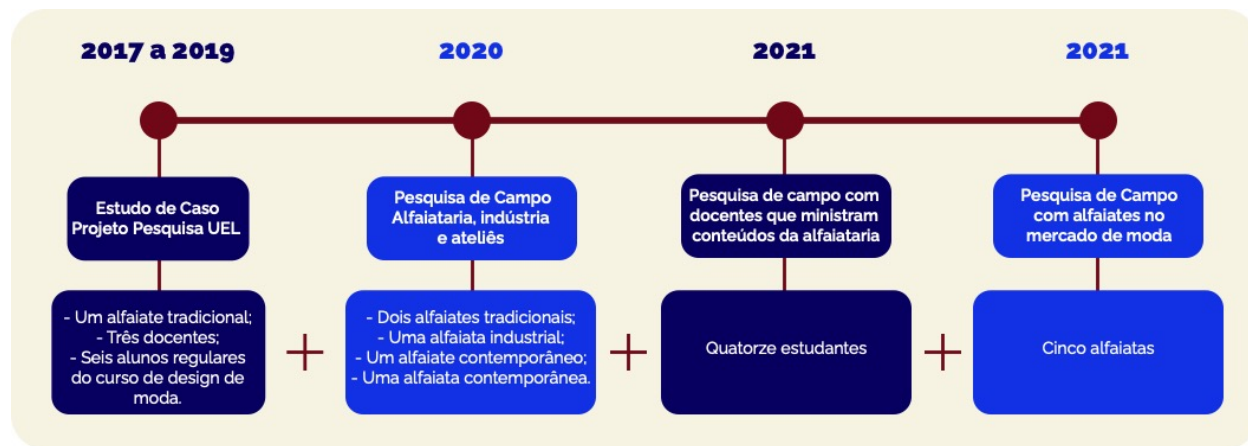 2017 a 2019
2020
2021
2021
Estudo de Caso
Projeto Pesquisa UEL
Pesquisa de Campo
Alfaiataria, indústria
e ateliês
Pesquisa de campo com
docentes que ministram
conteúdos da alfaiataria
Pesquisa de Campo
com alfaiates no
mercado de moda
- Um alfaiate tradicional;
- Três docentes;
- Seis alunos regulares
do curso de design de
moda.
+
- Dois alfaiates tradicionais;
- Uma alfaiata industrial;
- Um alfaiate contemporâneo;
- Uma alfaiata contemporânea.
+
Quatorze estudantes
+
Cinco alfaiatas